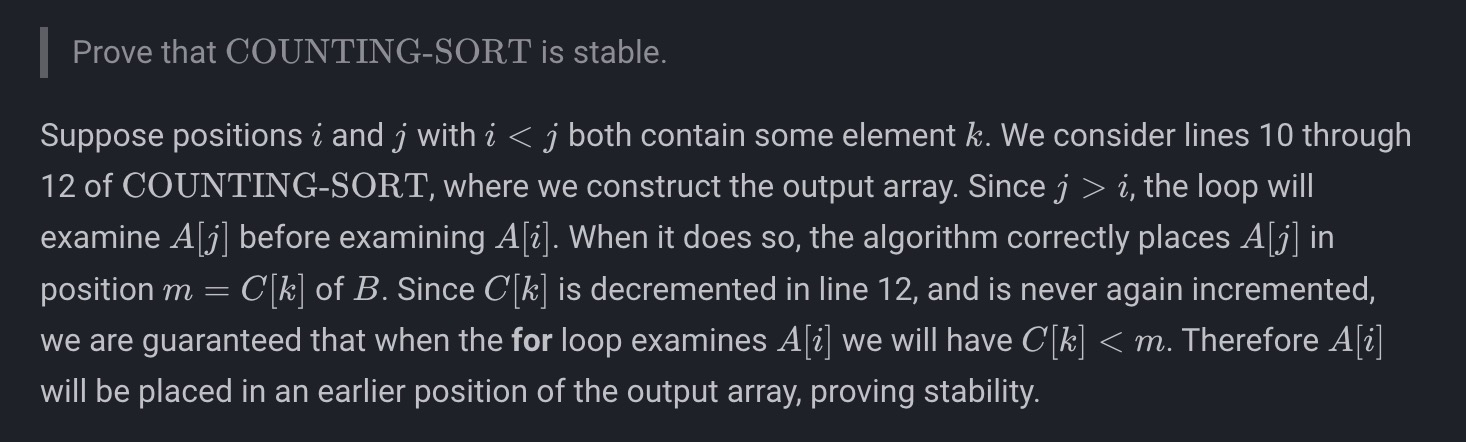 Prove that COUNTING-SORT is stable.
Suppose positions i and j with i < j both contain some element k. We consider lines 10 through
12 of COUNTING-SORT, where we construct the output array. Since j > i, the loop will
examine A[j] before examining A[i]. When it does so, the algorithm correctly places A[j] in
position m = C[k] of B. Since C[k] is decremented in line 12, and is never again incremented,
we are guaranteed that when the for loop examines A[i] we will have C[k] < m. Therefore A[i]
will be placed in an earlier position of the output array, proving stability.